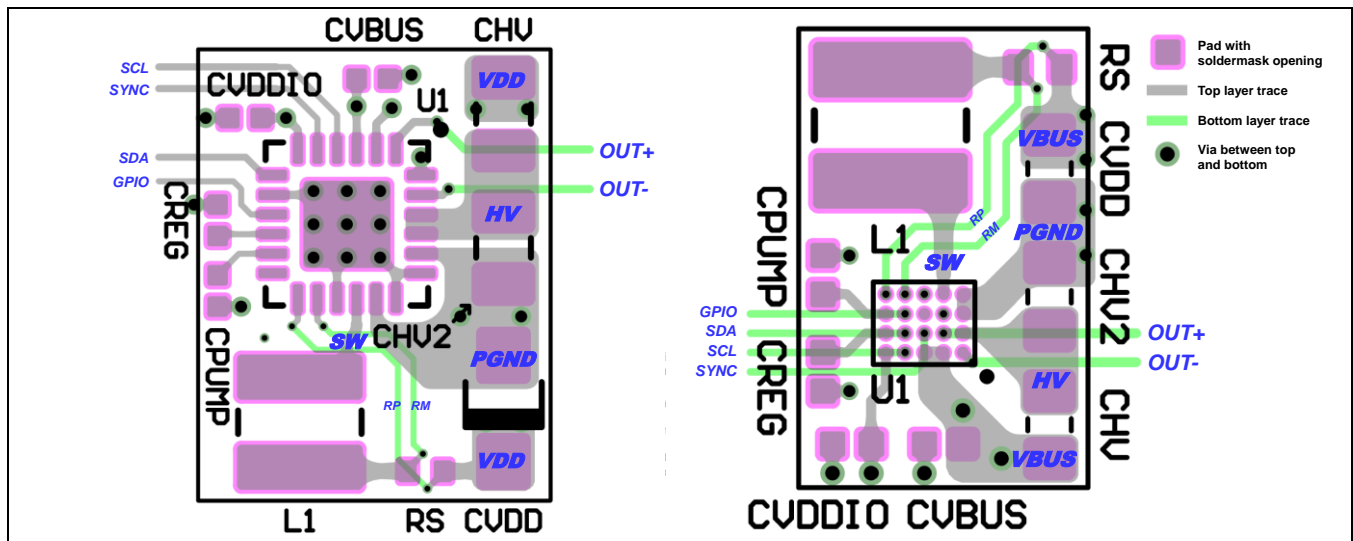 CVBUS
CHV
SCL
SYNC
CVDDIO
VDD
U1
OUT+
SDA
GPIO
OUT-
CREG
HV
SW
CHV2
PGND
CPUMP
RP
RM
VDD
L1
RS
CVDD
RS
VBUS
CVDD
CPUMP
RP
RM
L1
PGND
SW
CHV2
GPIO
SDA
OUT+
SCL
OUT-
SYNC
CREG
U1
HV
CHV
VBUS
CVDDIO
CVBUS
Pad with
soldermask opening
Top layer trace
Bottom layer trace
Via between top
and bottom